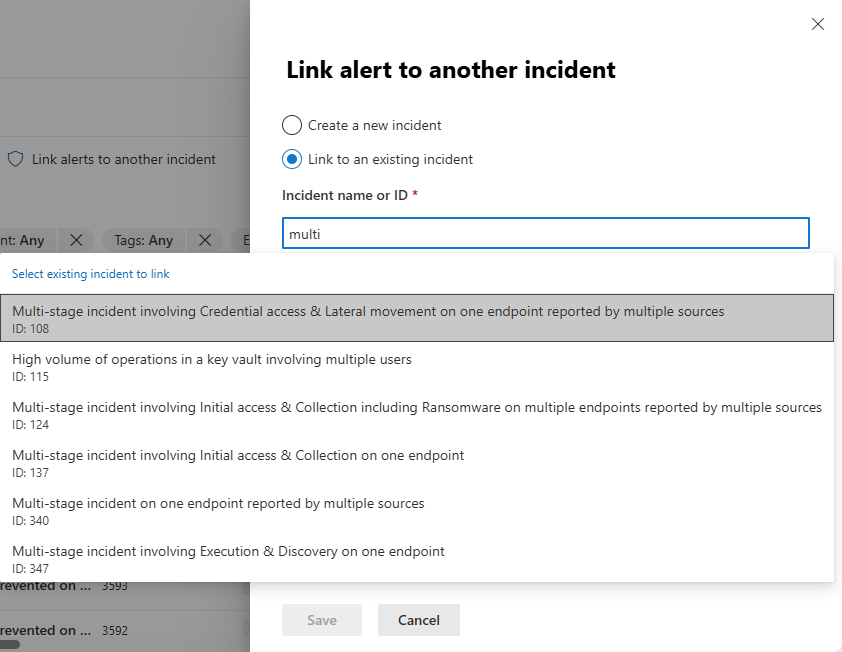 Link alert to another incident
Create a new incident
Link alerts to another incident
Link to an existing incident
Incident name or ID *
nt: Any
Tags: Any
E
multi
Select existing incident to link
Multi-stage incident involving Credential access & Lateral movement on one endpoint reported by multiple sources
ID: 108
High volume of operations in a key vault involving multiple users
ID: 115
Multi-stage incident involving Initial access & Collection including Ransomware on multiple endpoints reported by multiple sources
ID: 124
Multi-stage incident involving Initial access & Collection on one endpoint
ID: 137
Multi-stage incident on one endpoint reported by multiple sources
ID: 340
Multi-stage incident involving Execution & Discovery on one endpoint
ID: 347
revented on ... 3593
Save
Cancel
revented on ... 3592